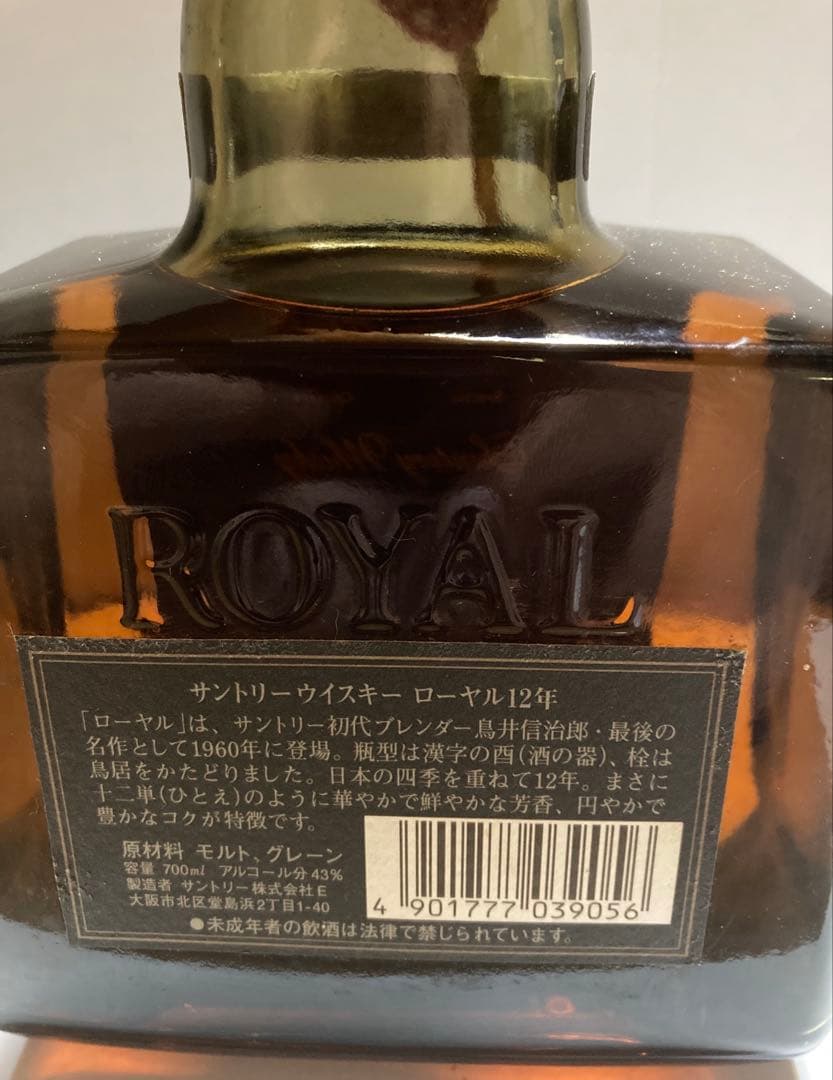 ROYAL
サントリーウイスキー ローヤル12年
「ローヤル」は、サントリー初代ブレンダー鳥井信治郎・最後の
名作として1960年に登場。瓶型は漢字の酉(酒の器)、栓は
鳥居をかたどりました。日本の四季を重ねて12年。まさに
十二単(ひとえ)のように華やかで鮮やかな芳香、円やかで
豊かなコクが特徴です。
原材料 モルト、グレーン
容量 700ml アルコール分43%
製造者 サントリー株式会社E
大阪市北区堂島浜2丁目1-40
4 901777 039056
●未成年者の飲酒は法律で禁じられています。